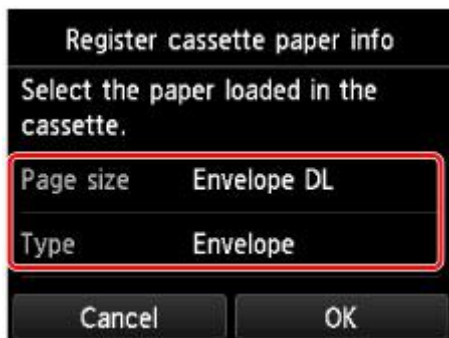 Register cassette paper info
Select the paper loaded in the
cassette.
Page size Envelope DL
Type Envelope
Cancel OK